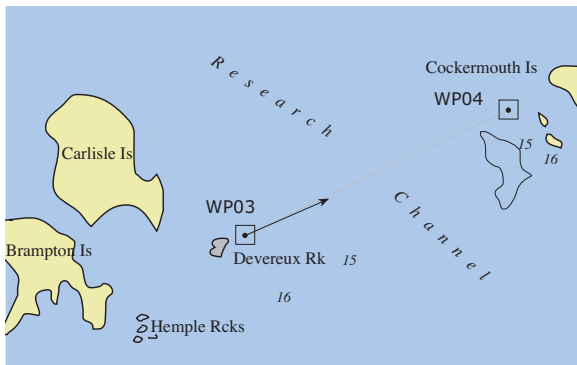 Research
Cockermouth Is
WP04
15
16
Carlisle Is
WP03
Channel
Brampton Is
Devereux Rk
15
16
Hemple Rcks